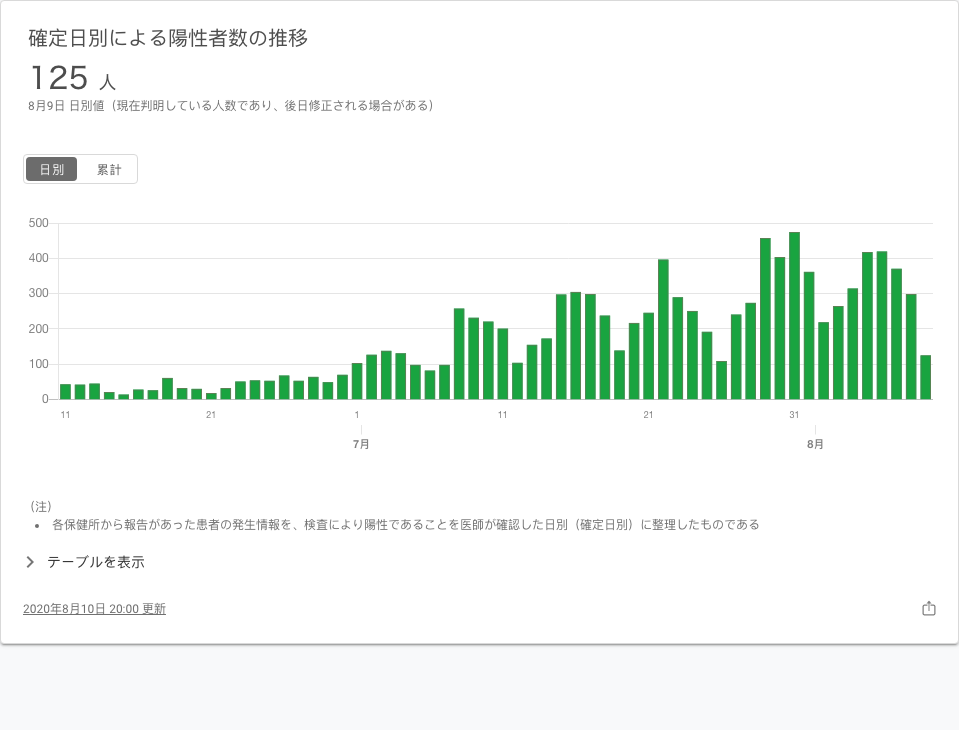 確定日別による陽性者数の推移
125 人
8月9日 日別値（現在判明している人数であり、後日修正される場合がある）
日別 累計
500
400
300
200
100
0
11 21 1 11 21 31
7月 8月
（注）
• 各保健所から報告があった患者の発生情報を、検査により陽性であることを医師が確認した日別（確定日別）に整理したものである
テーブルを表示
2020年8月10日 20:00 更新